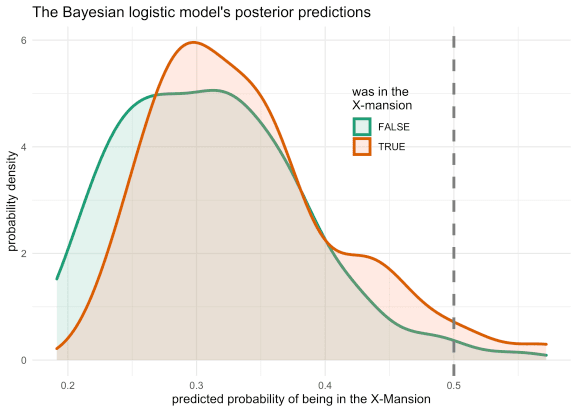 The Bayesian logistic model's posterior predictions
6
4
2
0
probability density
was in the
X-mansion
FALSE
TRUE
0.2 0.3 0.4 0.5
predicted probability of being in the X-Mansion